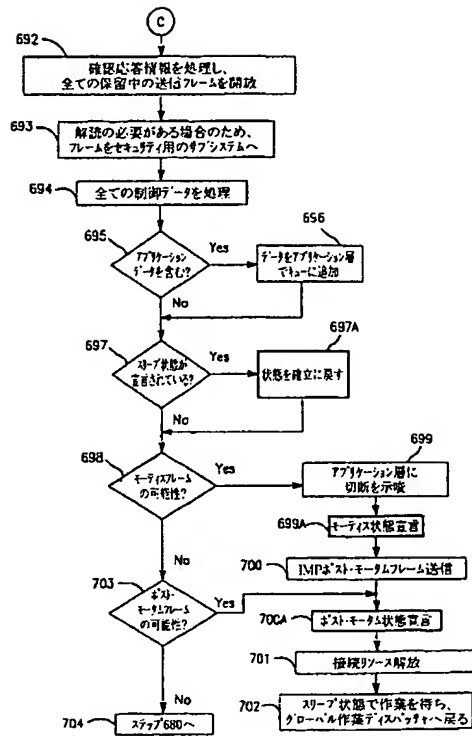 C
692
確認応答情報を処理し、
全ての保留中の送信フレームを開放
693
解読の必要がある場合のため、
フレームをセキュリティ用のサブシステムへ
694
全ての制御データを処理
695
アプリケーション
データを含む?
Yes
No
696
データをアプリケーション層
でキューに追加
697
スリープ状態が
宣言されている?
Yes
No
697A
状態を確立に戻す
698
モーティスフレーム
の可能性?
Yes
No
699
アプリケーション層に
切断を示唆
699A
モーティス状態宣言
700
IMPポスト・モータムフレーム送信
703
ポスト・
モータムフレーム
の可能性?
Yes
No
700A
ポスト・モータム状態宣言
701
接続リソース解放
702
スリープ状態で作業を待ち、
グローバル作業ディスパッチャーへ戻る
704
ステップ680へ